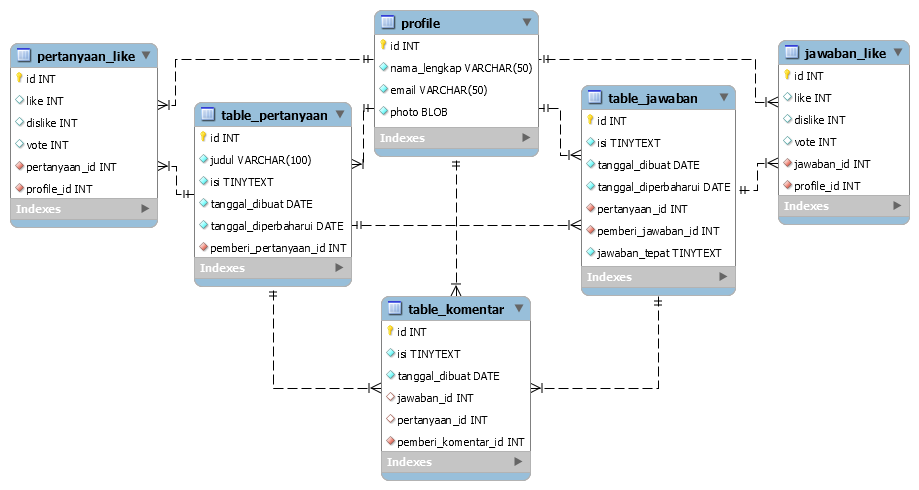 pertanyaan_like
id INT
like INT
dislike INT
vote INT
pertanyaan_id INT
profile_id INT
Indexes
table_pertanyaan
id INT
judul VARCHAR(100)
isi TINYTEXT
tanggal_dibuat DATE
tanggal_diperbaharui DATE
pemberi_pertanyaan_id INT
Indexes
profile
id INT
nama_lengkap VARCHAR(50)
email VARCHAR(50)
photo BLOB
Indexes
table_jawaban
id INT
isi TINYTEXT
tanggal_dibuat DATE
tanggal_diperbaharui DATE
pertanyaan_id INT
pemberi_jawaban_id INT
jawaban_tepat TINYTEXT
Indexes
jawaban_like
id INT
like INT
dislike INT
vote INT
jawaban_id INT
profile_id INT
Indexes
table_komentar
id INT
isi TINYTEXT
tanggal_dibuat DATE
jawaban_id INT
pertanyaan_id INT
pemberi_komentar_id INT
Indexes